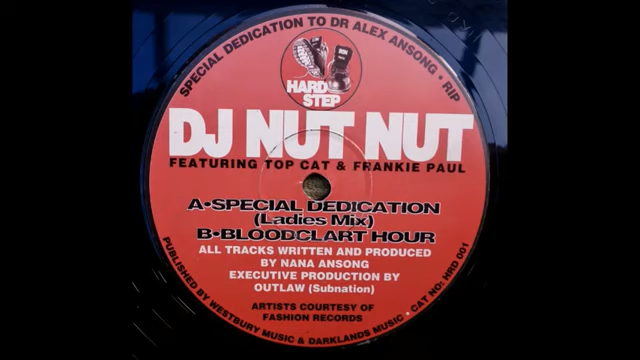 SPECIAL DEDICATION TO DR ALEX ANSONG • RIP
HARD
STEP
DJ NUT NUT
FEATURING TOP CAT & FRANKIE PAUL
A•SPECIAL DEDICATION
(Ladies Mix)
B•BLOODCLART HOUR
ALL TRACKS WRITTEN AND PRODUCED
BY NANA ANSONG
EXECUTIVE PRODUCTION BY
OUTLAW (Subnation)
ARTISTS COURTESY OF
FASHION RECORDS
PUBLISHED BY WESTBURY MUSIC & DARKLANDS MUSIC • CAT NO: HRD 001